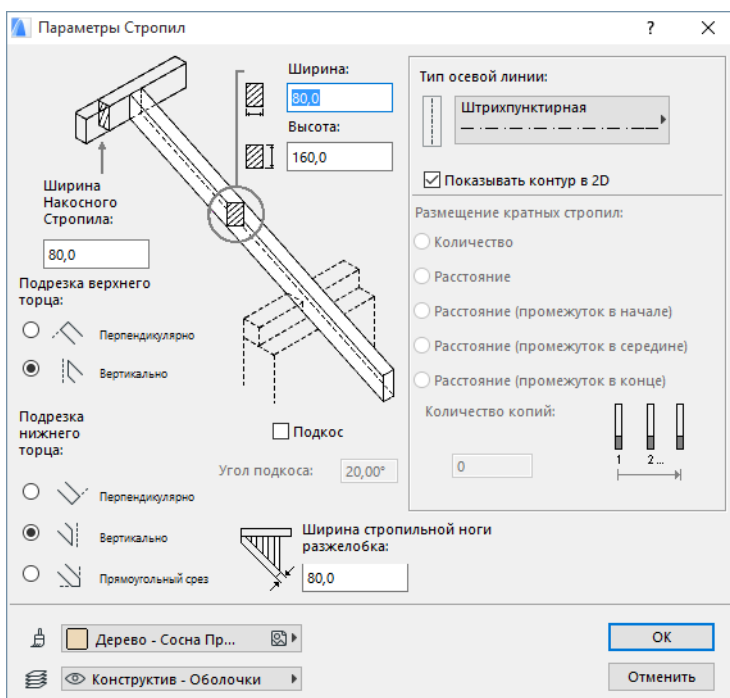 Параметры Стропил
?
Ширина:
80,0
Высота:
160,0
Ширина
Накосного
Стропила:
80,0
Подрезка верхнего
торца:
Перпендикулярно
Вертикально
Подрезка
нижнего
торца:
Перпендикулярно
Вертикально
Прямоугольный срез
Подкос
Угол подкоса:
20,00°
Ширина стропильной ноги
разжелобка:
80,0
Тип осевой линии:
Штрихпунктирная
Показывать контур в 2D
Размещение кратных стропил:
Количество
Расстояние
Расстояние (промежуток в начале)
Расстояние (промежуток в середине)
Расстояние (промежуток в конце)
Количество копий:
0
1 2 ...
Дерево - Сосна Пр...
Конструктив - Оболочки
ОК
Отменить